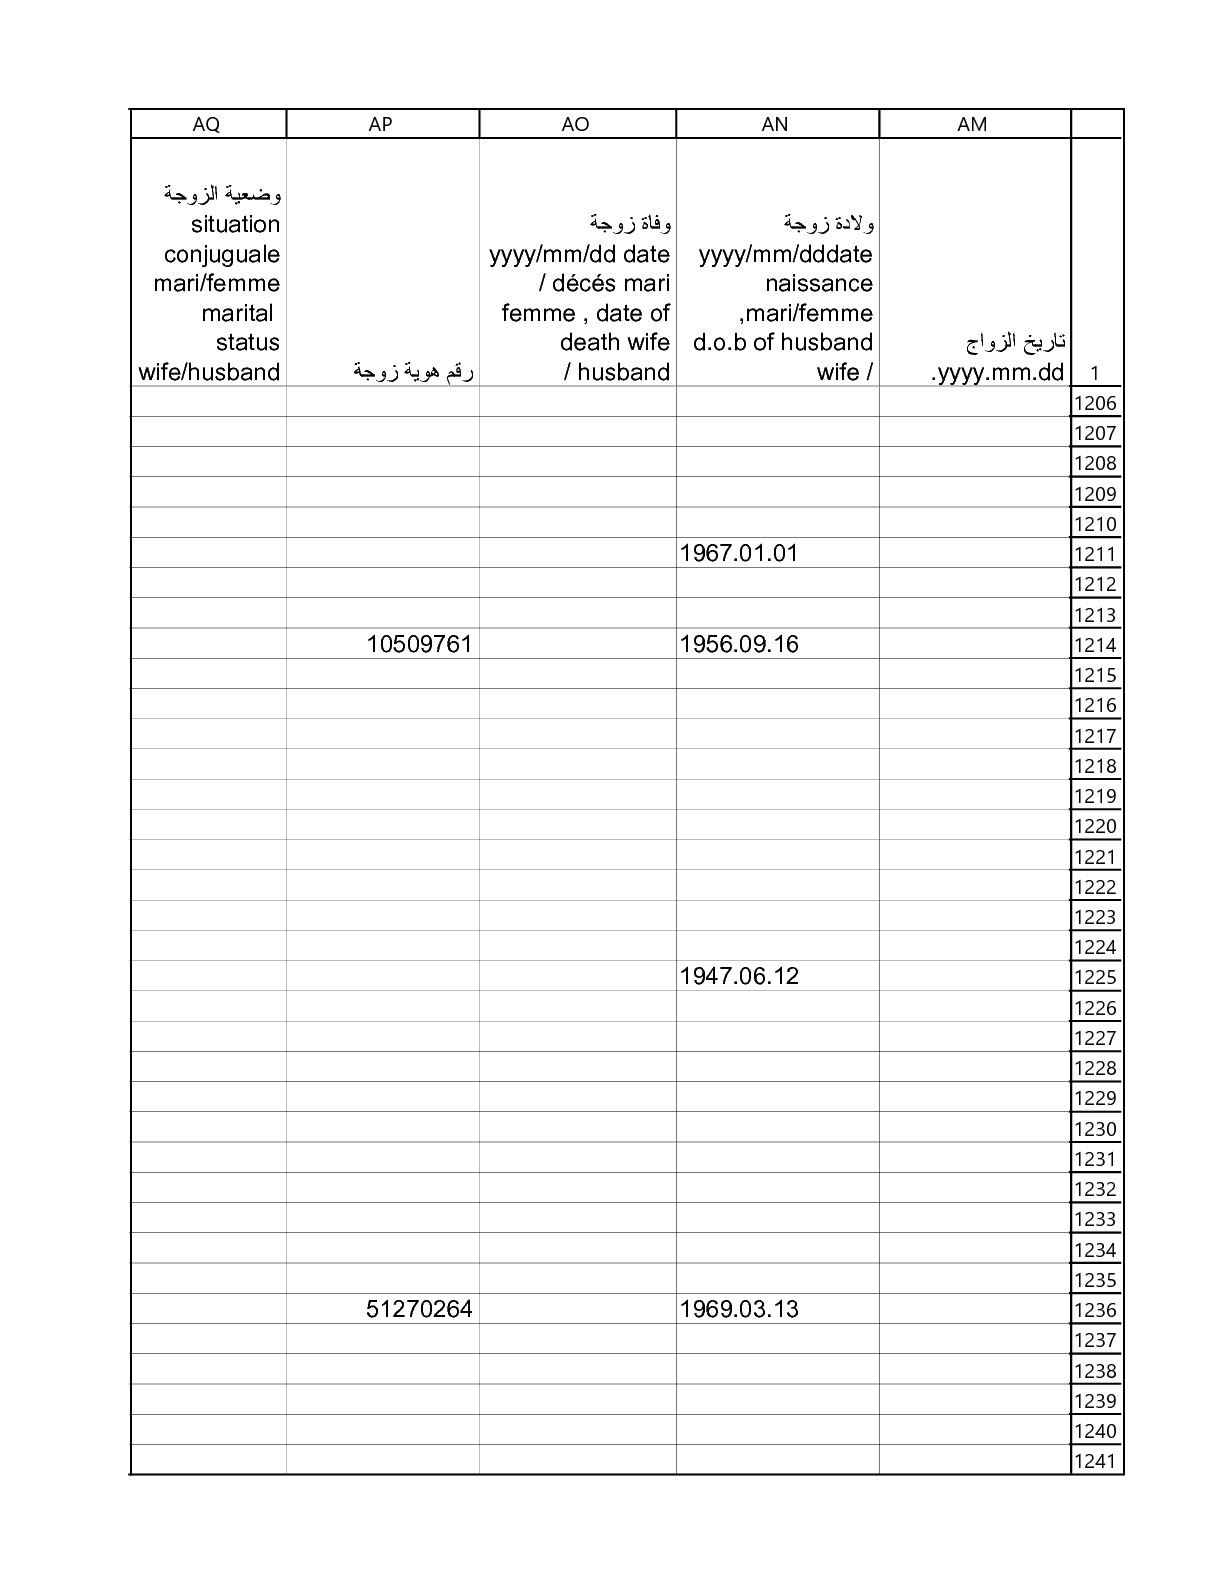 AQ AP AO AN AM
وضعية الزوجة
situation
conjuguale
mari/femme
marital
status
wife/husband
رقم هوية زوجة
وفاة زوجة
yyyy/mm/dd date
/ décés mari
femme , date of
death wife
/ husband
ولادة زوجة
yyyy/mm/dddate
naissance
,mari/femme
d.o.b of husband
wife /
تاريخ الزواج
.yyyy.mm.dd
1
1206
1207
1208
1209
1210
1967.01.01 1211
1212
1213
10509761 1956.09.16 1214
1215
1216
1217
1218
1219
1220
1221
1222
1223
1224
1947.06.12 1225
1226
1227
1228
1229
1230
1231
1232
1233
1234
1235
51270264 1969.03.13 1236
1237
1238
1239
1240
1241